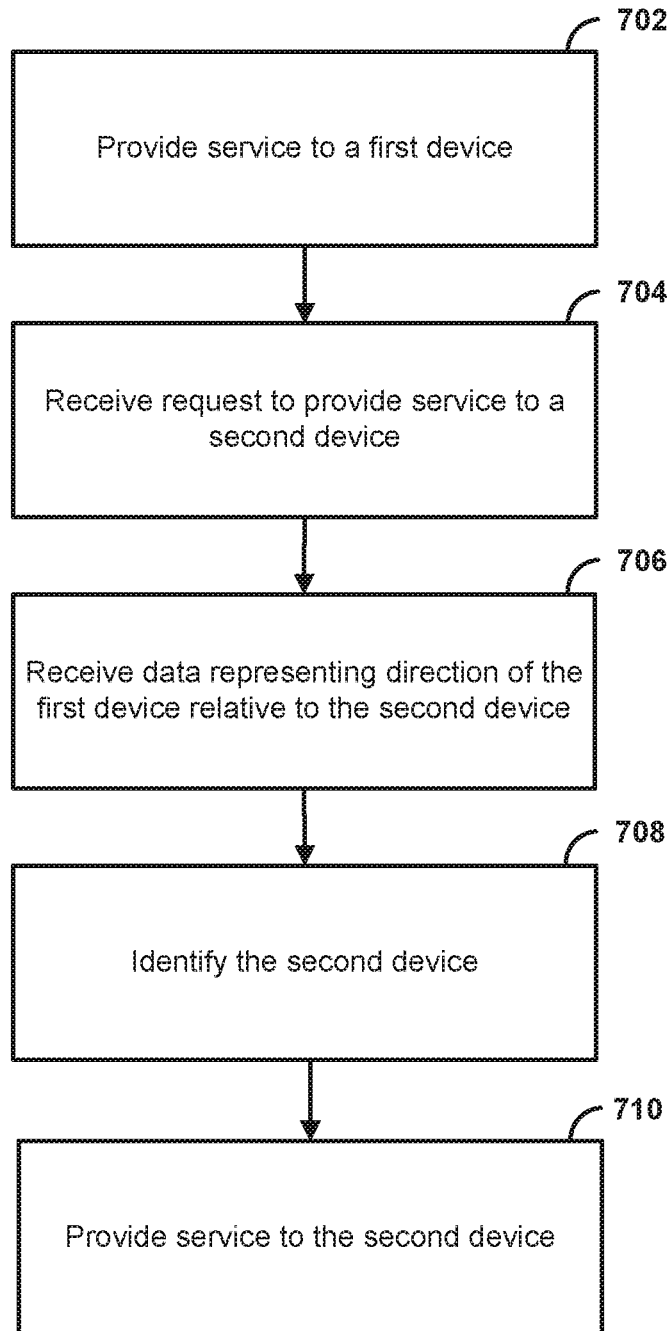 702
Provide service to a first device
704
Receive request to provide service to a
second device
706
Receive data representing direction of the
first device relative to the second device
708
Identify the second device
710
Provide service to the second device